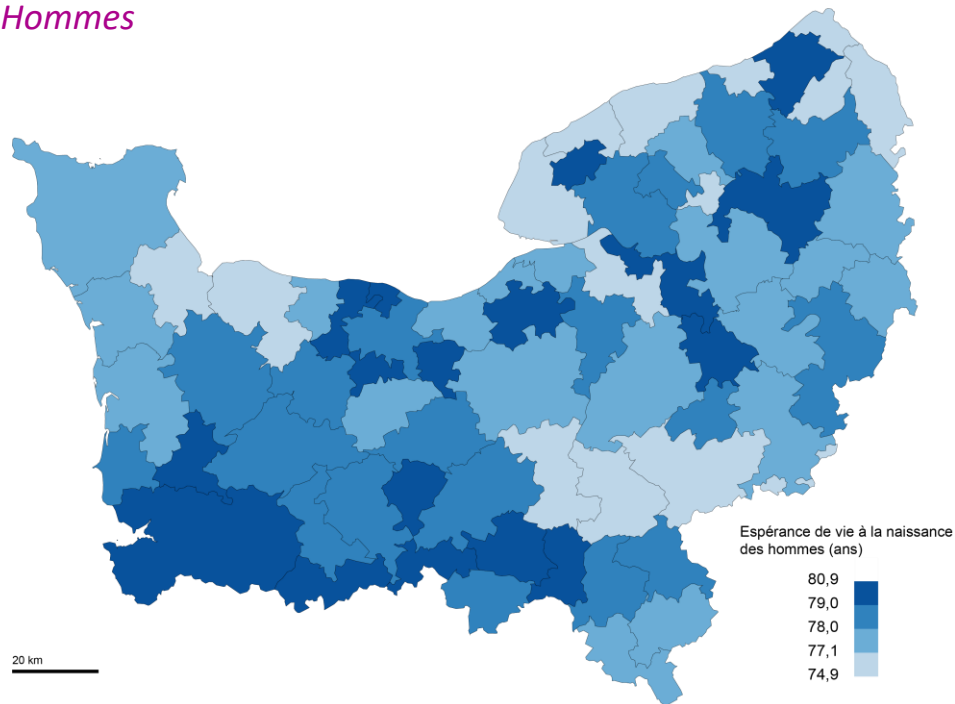 Hommes
Espérance de vie à la naissance
des hommes (ans)
80,9
79,0
78,0
77,1
74,9
20 km